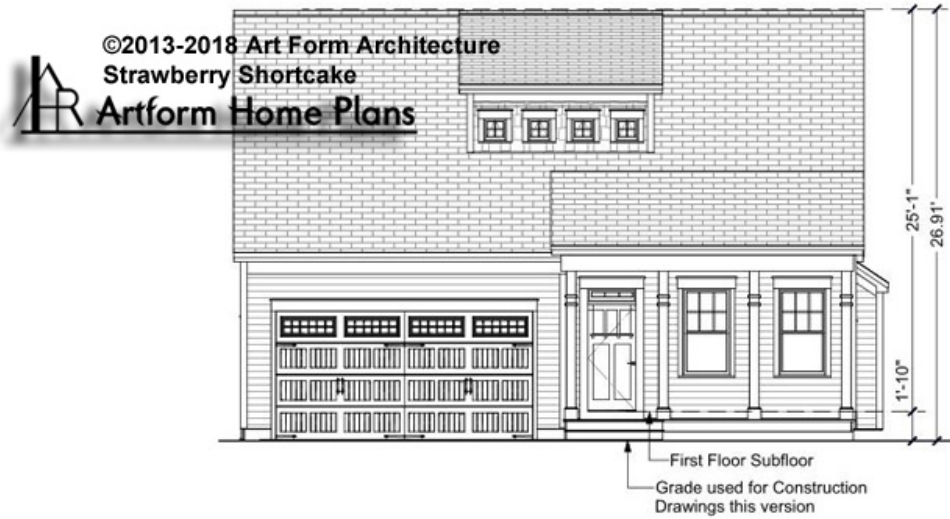 ©2013-2018 Art Form Architecture
Strawberry Shortcake
AHR Artform Home Plans
25'-1"
26.91'
1'-10"
First Floor Subfloor
Grade used for Construction
Drawings this version